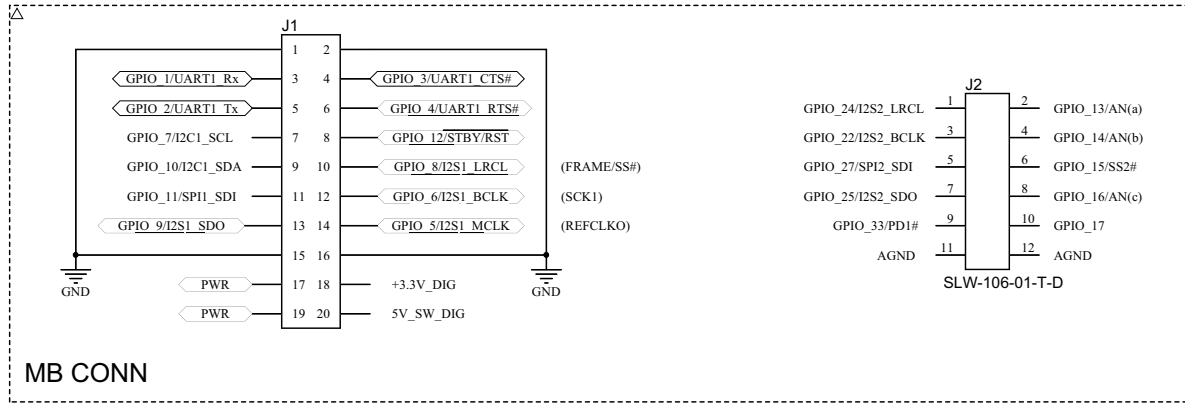 J1
1 2
GPIO_1/UART1_Rx 3 4 GPIO_3/UART1_CTS#
GPIO_2/UART1_Tx 5 6 GPIO_4/UART1_RTS#
GPIO_7/I2C1_SCL 7 8 GPIO_12/STBY/RST
GPIO_10/I2C1_SDA 9 10 GPIO_8/I2S1_LRCL (FRAME/SS#)
GPIO_11/SPI1_SDI 11 12 GPIO_6/I2S1_BCLK (SCK1)
GPIO_9/I2S1_SDO 13 14 GPIO_5/I2S1_MCLK (REFCLKO)
15 16
GND GND
PWR 17 18 +3.3V_DIG
PWR 19 20 5V_SW_DIG
J2
GPIO_24/I2S2_LRCL 1 2 GPIO_13/AN(a)
GPIO_22/I2S2_BCLK 3 4 GPIO_14/AN(b)
GPIO_27/SPI2_SDI 5 6 GPIO_15/SS2#
GPIO_25/I2S2_SDO 7 8 GPIO_16/AN(c)
GPIO_33/PD1# 9 10 GPIO_17
AGND 11 12 AGND
SLW-106-01-T-D
MB CONN